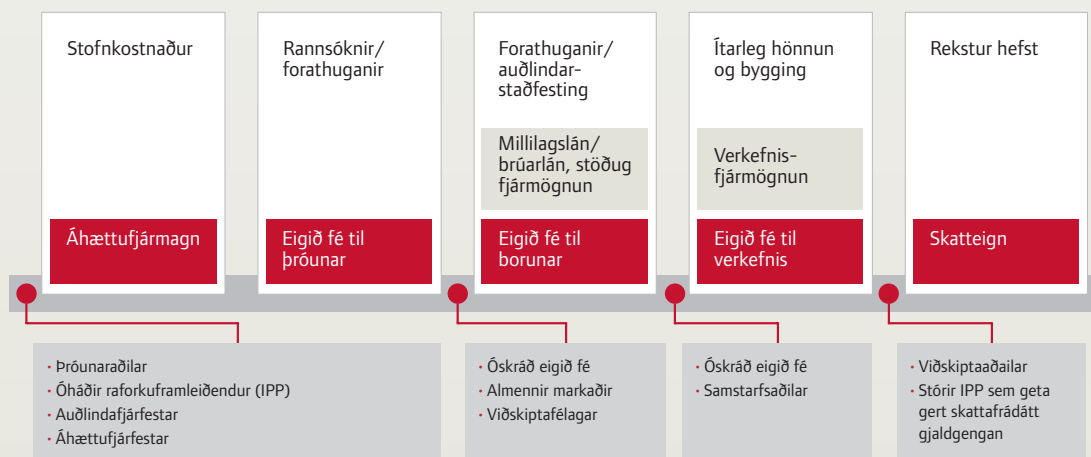 Stofnkostnaður
Rannsóknir/
forathuganir
Forathuganir/
auðlindar-
staðfesting
Ítarleg hönnun
og bygging
Rekstur hefst
Millilagslán/
brúarlán, stöðug
fjármögnun
Verkefnis-
fjármögnun
Áhættufjármagn
Eigið fé til
þróunar
Eigið fé til
borunar
Eigið fé til
verkefnis
Skatteign
· Þróunaraðilar
· Óháðir raforkuframleiðendur (IPP)
· Auðlindafjárfestar
· Áhættufjárfestar
· Óskráð eigið fé
· Almennir markaðir
· Viðskiptafélagar
· Óskráð eigið fé
· Samstarfsaðilar
· Viðskiptaaðailar
· Stórir IPP sem geta
gert skattafrádátt
gjaldgengan